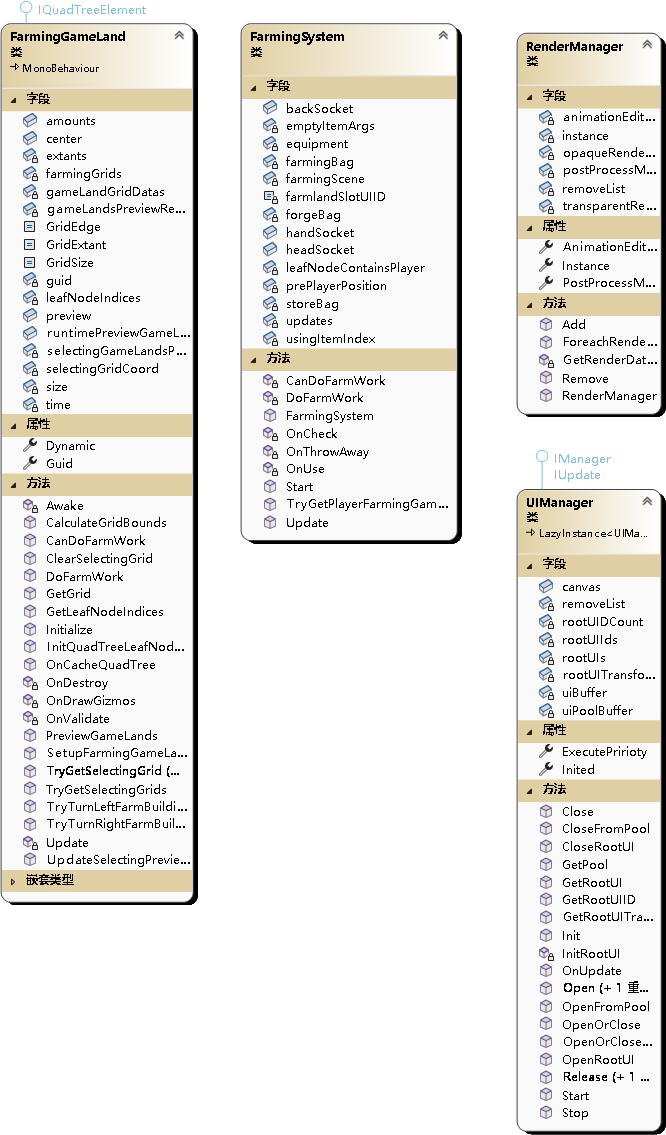 IQuadTreeElement
FarmingGameLand
类
MonoBehaviour
字段
amounts
center
extants
farmingGrids
gameLandGridDatas
gameLandsPreviewRe...
GridEdge
GridExtant
GridSize
guid
leafNodeIndices
preview
runtimePreviewGameL...
selectingGameLandsP...
selectingGridCoord
size
time
属性
Dynamic
Guid
方法
Awake
CalculateGridBounds
CanDoFarmWork
ClearSelectingGrid
DoFarmWork
GetGrid
GetLeafNodeIndices
Initialize
InitQuadTreeLeafNod...
OnCacheQuadTree
OnDestroy
OnDrawGizmos
OnValidate
PreviewGameLands
SetupFarmingGameLa...
TryGetSelectingGrid (...
TryGetSelectingGrids
TryTurnLeftFarmBuildi...
TryTurnRightFarmBuil...
Update
UpdateSelectingPrevie...
嵌套类型
FarmingSystem
类
字段
backSocket
emptyItemArgs
equipment
farmingBag
farmingScene
farmlandSlotUIID
forgeBag
handSocket
headSocket
leafNodeContainsPlayer
prePlayerPosition
storeBag
updates
usingItemIndex
方法
CanDoFarmWork
DoFarmWork
FarmingSystem
OnCheck
OnThrowAway
OnUse
Start
TryGetPlayerFarmingGam...
Update
RenderManager
类
字段
animationEdit...
instance
opaqueRende...
postProcessM...
removeList
transparentRe...
属性
AnimationEdit...
Instance
PostProcessM...
方法
Add
ForeachRende...
GetRenderDat...
Remove
RenderManager
IManager
IUpdate
UIManager
类
LazyInstance<UIMa...
字段
canvas
removeList
rootUIDCount
rootUIIds
rootUIs
rootUITransfo...
uiBuffer
uiPoolBuffer
属性
ExecutePririoty
Inited
方法
Close
CloseFromPool
CloseRootUI
GetPool
GetRootUI
GetRootUIID
GetRootUITra...
Init
InitRootUI
OnUpdate
Open (+ 1 重...
OpenFromPool
OpenOrClose
OpenOrClose...
OpenRootUI
Release (+ 1 ...
Start
Stop